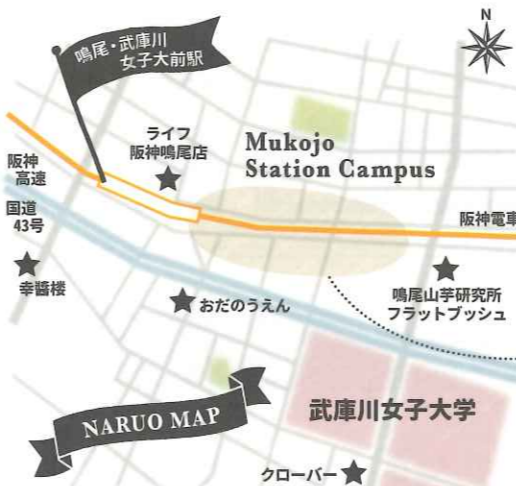 N
鳴尾・武庫川
女子大前駅
ライフ
阪神鳴尾店
Mukojo
Station Campus
阪神
高速
国道
43号
阪神電車
幸醬楼
おだのうえん
鳴尾山芋研究所
フラットブッシュ
武庫川女子大学
NARUO MAP
クローバー